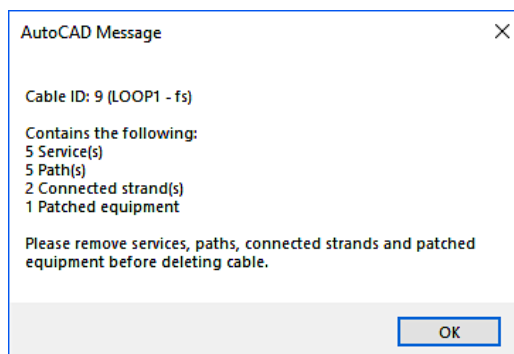 AutoCAD Message
Cable ID: 9 (LOOP1 - fs)
Contains the following:
5 Service(s)
5 Path(s)
2 Connected strand(s)
1 Patched equipment
Please remove services, paths, connected strands and patched
equipment before deleting cable.
OK